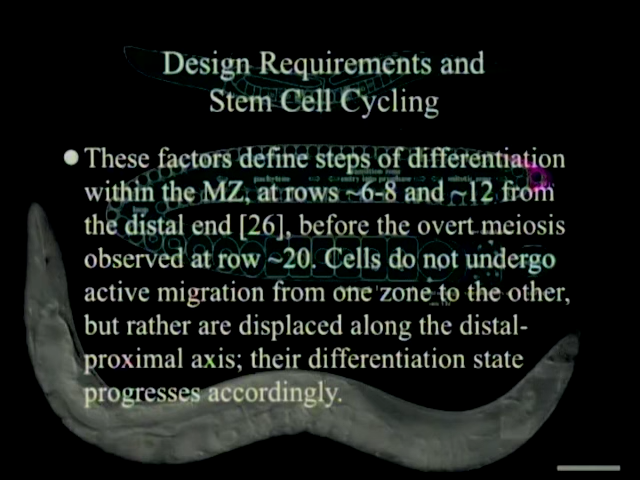 Design Requirements and
Stem Cell Cycling
These factors define steps of differentiation
within the MZ, at rows ~6-8 and ~12 from
the distal end [26], before the overt meiosis
observed at row ~20. Cells do not undergo
active migration from one zone to the other,
but rather are displaced along the distal-
proximal axis; their differentiation state
progresses accordingly.